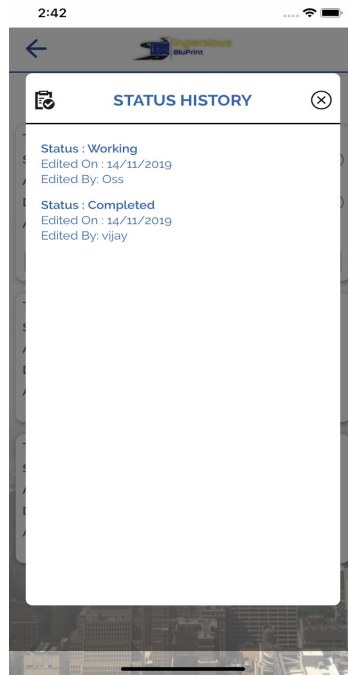 2:42
Ingenious
BluPrint
STATUS HISTORY
Status : Working
Edited On : 14/11/2019
Edited By: Oss
Status : Completed
Edited On : 14/11/2019
Edited By: vijay